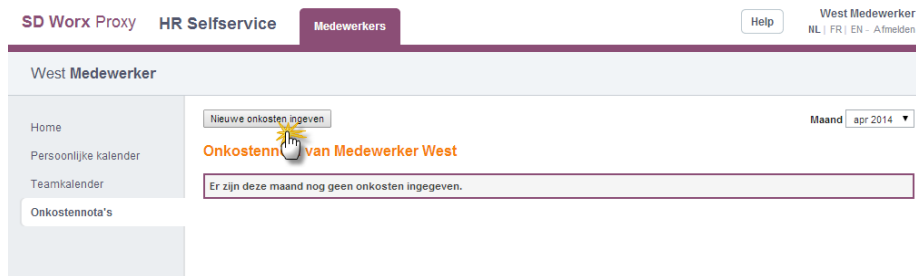 SD Worx Proxy HR Selfservice Medewerkers Help West Medewerker
NL | FR | EN - Afmelden
West Medewerker
Home
Persoonlijke kalender
Teamkalender
Onkostennota's
Nieuwe onkosten ingeven Maand apr 2014
van Medewerker West
Er zijn deze maand nog geen onkosten ingegeven.